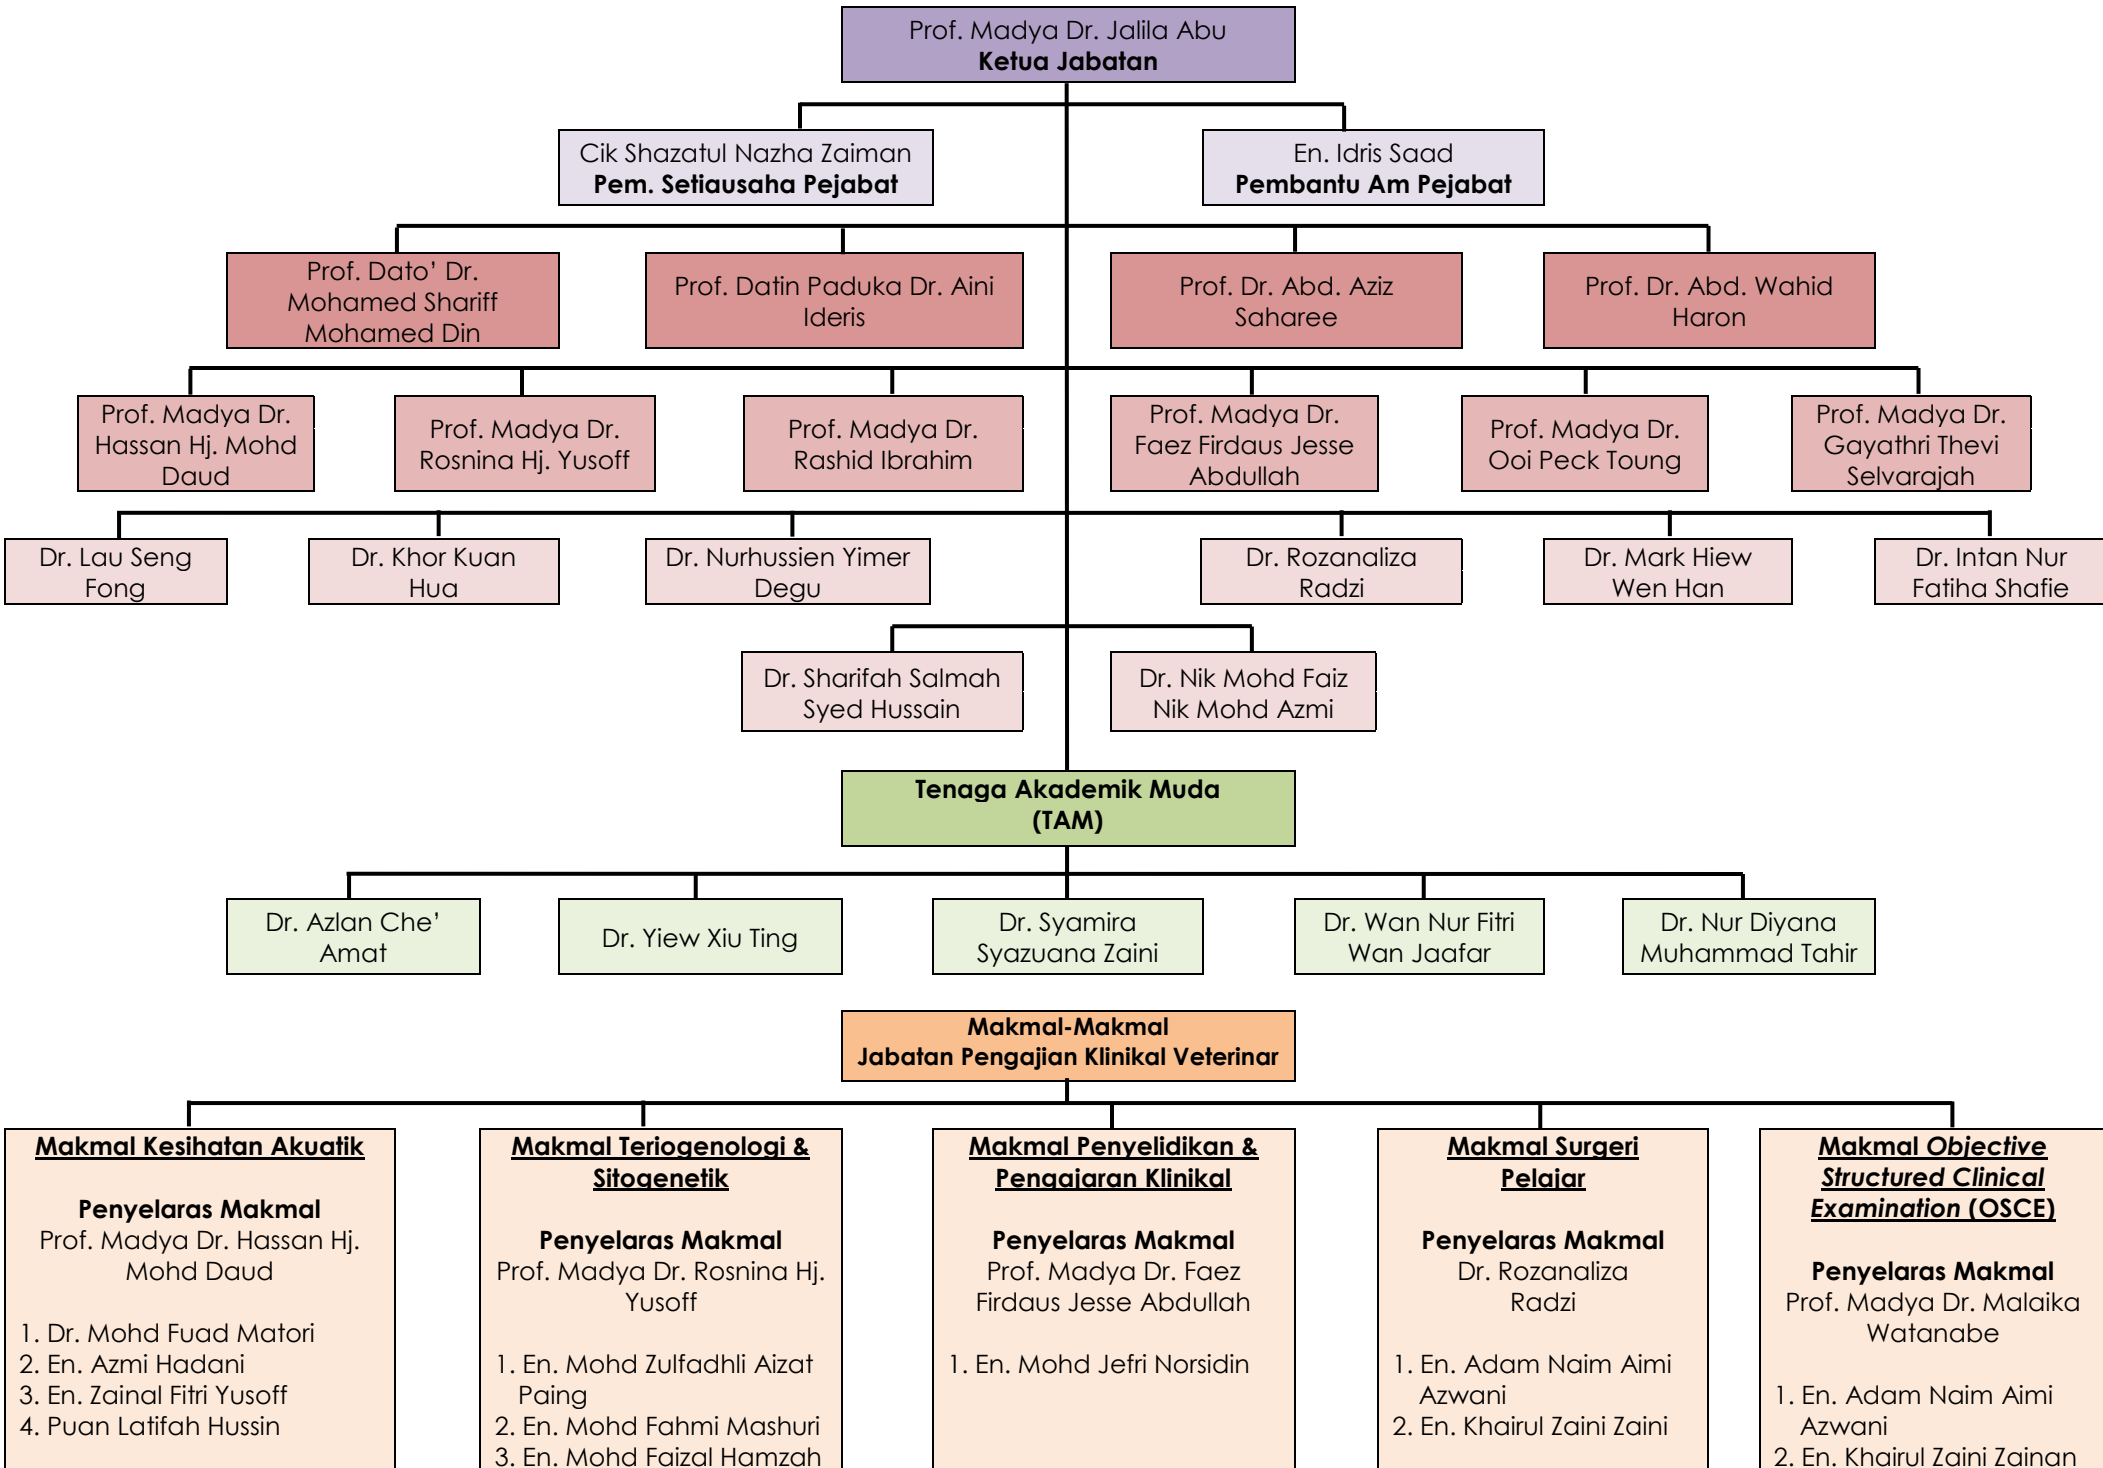 Prof. Madya Dr. Jalila Abu
Ketua Jabatan
Cik Shazatul Nazha Zaiman
Pem. Setiausaha Pejabat
En. Idris Saad
Pembantu Am Pejabat
Prof. Dato’ Dr.
Mohamed Shariff
Mohamed Din
Prof. Datin Paduka Dr. Aini
Ideris
Prof. Dr. Abd. Aziz
Saharee
Prof. Dr. Abd. Wahid
Haron
Prof. Madya Dr.
Hassan Hj. Mohd
Daud
Prof. Madya Dr.
Rosnina Hj. Yusoff
Prof. Madya Dr.
Rashid Ibrahim
Prof. Madya Dr.
Faez Firdaus Jesse
Abdullah
Prof. Madya Dr.
Ooi Peck Toung
Prof. Madya Dr.
Gayathri Thevi
Selvarajah
Dr. Lau Seng
Fong
Dr. Khor Kuan
Hua
Dr. Nurhussien Yimer
Degu
Dr. Rozanaliza
Radzi
Dr. Mark Hiew
Wen Han
Dr. Intan Nur
Fatiha Shafie
Dr. Sharifah Salmah
Syed Hussain
Dr. Nik Mohd Faiz
Nik Mohd Azmi
Tenaga Akademik Muda
(TAM)
Dr. Azlan Che’
Amat
Dr. Yiew Xiu Ting
Dr. Syamira
Syazuana Zaini
Dr. Wan Nur Fitri
Wan Jaafar
Dr. Nur Diyana
Muhammad Tahir
Makmal-Makmal
Jabatan Pengajian Klinikal Veterinar
Makmal Kesihatan Akuatik
Penyelaras Makmal
Prof. Madya Dr. Hassan Hj.
Mohd Daud
1. Dr. Mohd Fuad Matori
2. En. Azmi Hadani
3. En. Zainal Fitri Yusoff
4. Puan Latifah Hussin
Makmal Teriogenologi &
Sitogenetik
Penyelaras Makmal
Prof. Madya Dr. Rosnina Hj.
Yusoff
1. En. Mohd Zulfadhli Aizat
Paing
2. En. Mohd Fahmi Mashuri
3. En. Mohd Faizal Hamzah
Makmal Penyelidikan &
Pengajaran Klinikal
Penyelaras Makmal
Prof. Madya Dr. Faez
Firdaus Jesse Abdullah
1. En. Mohd Jefri Norsidin
Makmal Surgeri
Pelajar
Penyelaras Makmal
Dr. Rozanaliza
Radzi
1. En. Adam Naim Aimi
Azwani
2. En. Khairul Zaini Zaini
Makmal Objective
Structured Clinical
Examination (OSCE)
Penyelaras Makmal
Prof. Madya Dr. Malaika
Watanabe
1. En. Adam Naim Aimi
Azwani
2. En. Khairul Zaini Zainan